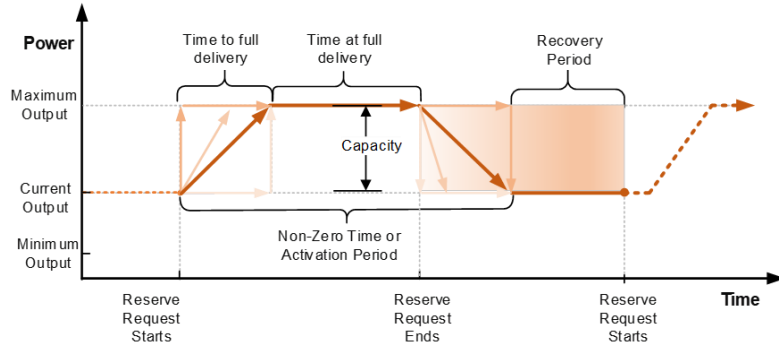 Power
Time to full
delivery
Time at full
delivery
Recovery
Period
Maximum
Output
Capacity
Current
Output
Non-Zero Time or
Activation Period
Minimum
Output
Reserve
Request
Starts
Reserve
Request
Ends
Reserve
Request
Starts
Time